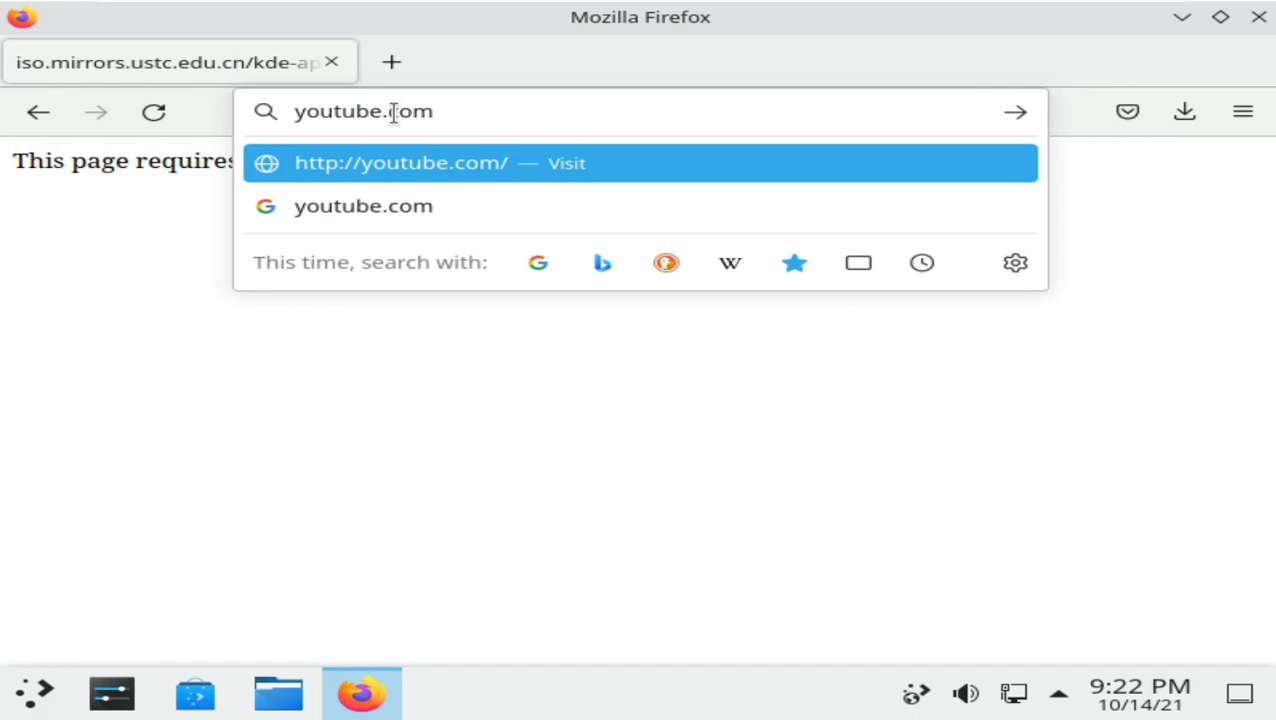 Mozilla Firefox
iso.mirrors.ustc.edu.cn/kde-ap
youtube.com
This page requires
http://youtube.com/ — Visit
youtube.com
This time, search with:
W
9:22 PM
10/14/21